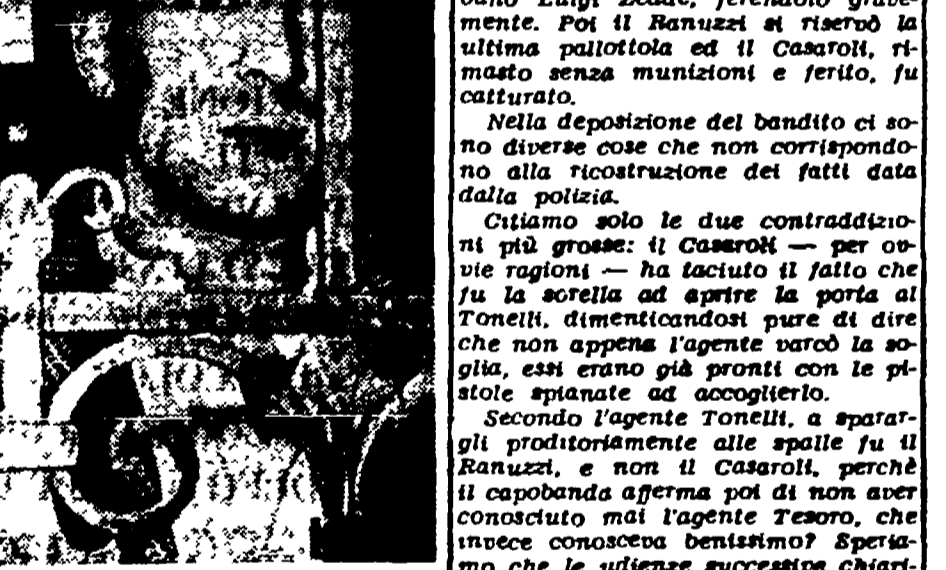 mente. Poi il Ranuzzi si riservò la
ultima pallottola ed il Casaroli, ri-
masto senza munizioni e ferito, fu
catturato.
Nella deposizione del bandito ci so-
no diverse cose che non corrispondo-
no alla ricostruzione dei fatti data
dalla polizia.
Citiamo solo le due contraddizio-
ni più grosse: il Casaroli — per ov-
vie ragioni — ha taciuto il fatto che
fu la sorella ad aprire la porta al
Tonelli, dimenticandosi pure di dire
che non appena l'agente varcò la so-
glia, essi erano già pronti con le pi-
stole spianate ad accoglierlo.
Secondo l'agente Tonelli, a sparar-
gli proditoriamente alle spalle fu il
Ranuzzi, e non il Casaroli, perchè
il capobanda afferma poi di non aver
conosciuto mai l'agente Tesoro, che
invece conosceva benissimo? Speria-
mo che le udienze successive chiari-